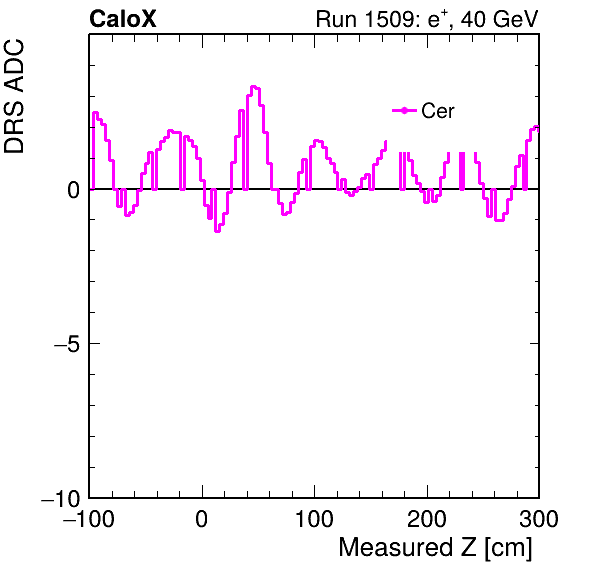 CaloX
Run 1509: e⁺, 40 GeV
DRS ADC
Cer
0
−5
−10
−100 0 100 200 300
Measured Z [cm]